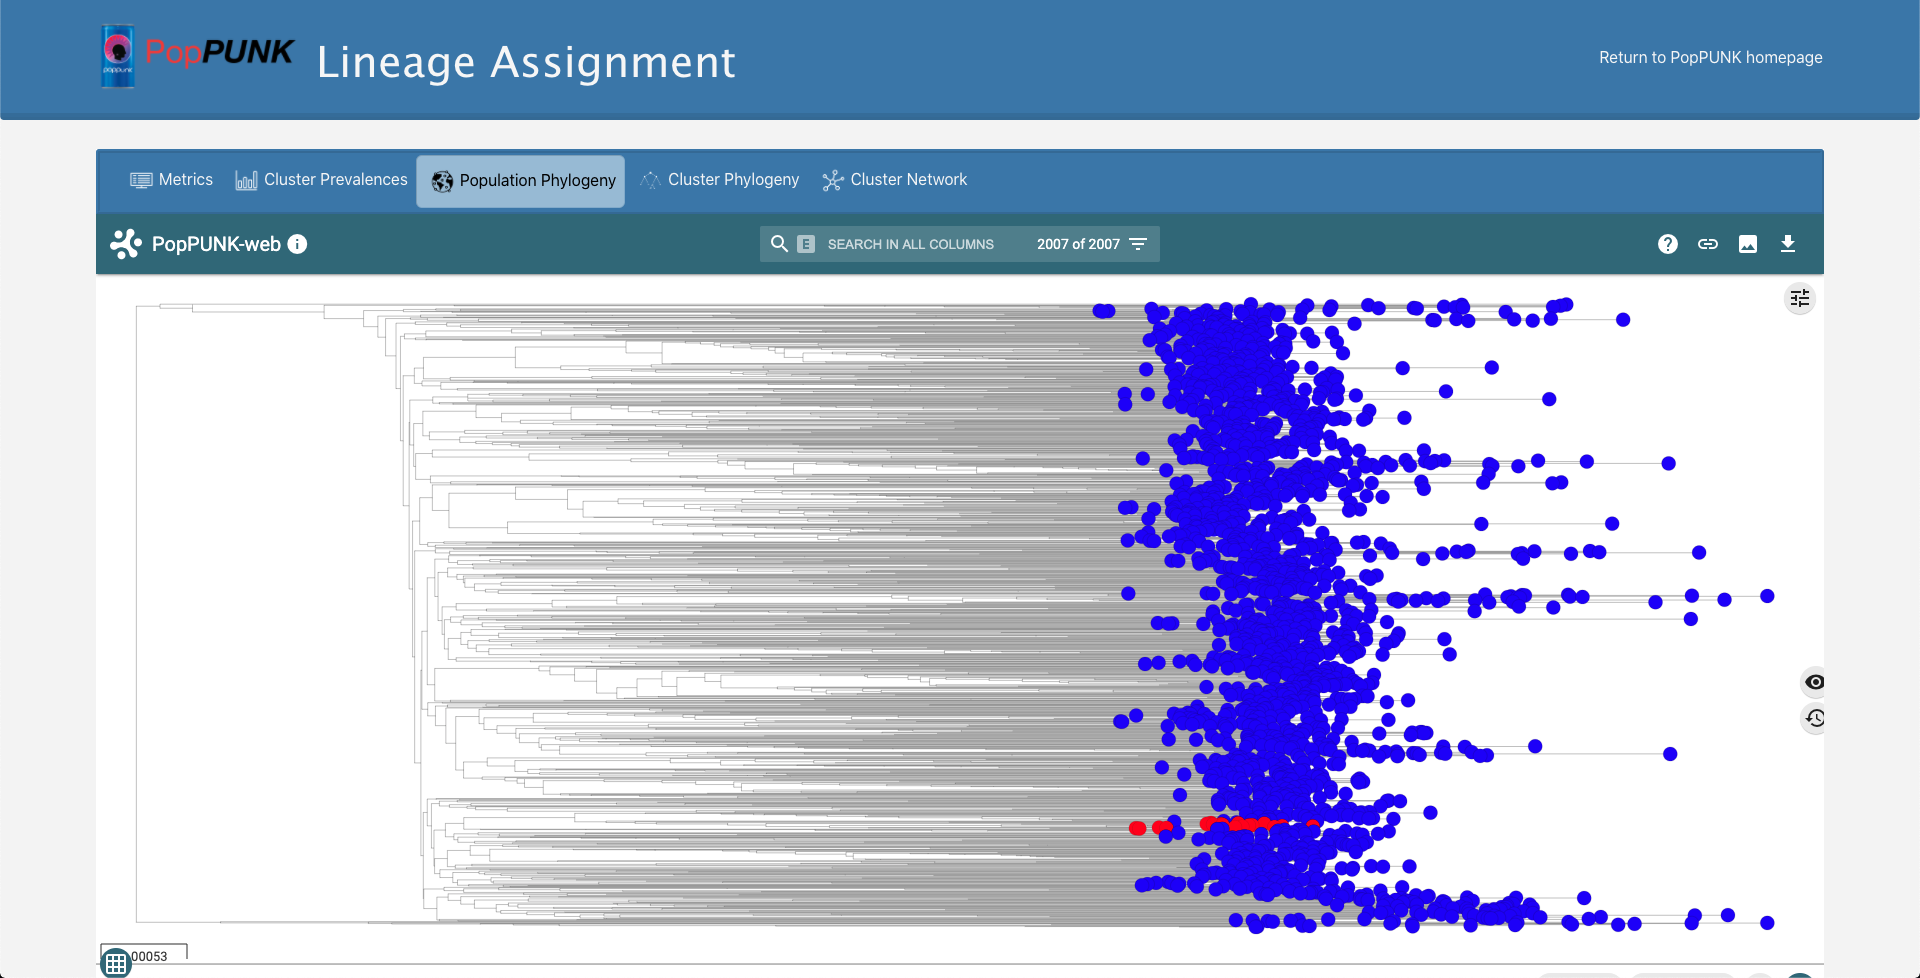 poppunk
PopPUNK
Lineage Assignment
Return to PopPUNK homepage
Metrics
Cluster Prevalences
Population Phylogeny
Cluster Phylogeny
Cluster Network
PopPUNK-web
E
SEARCH IN ALL COLUMNS
2007 of 2007
00053